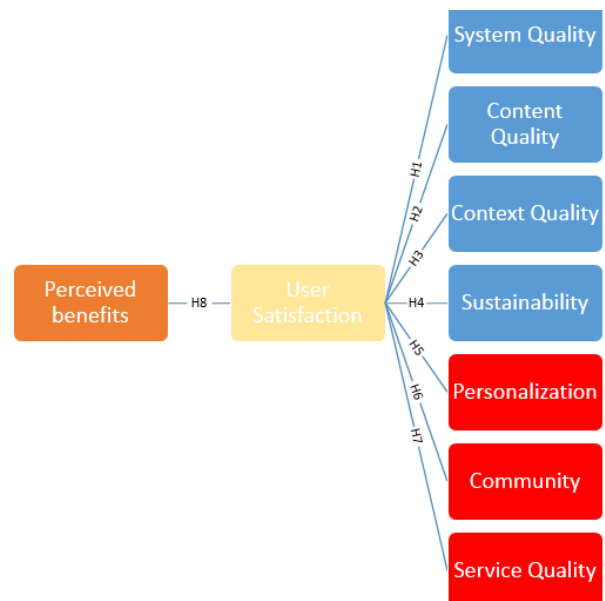 System Quality
Content
Quality
H1
H2
Context Quality
H3
Perceived
benefits
H8
User
Satisfaction
H4
Sustainability
H5
Personalization
H6
H7
Community
Service Quality